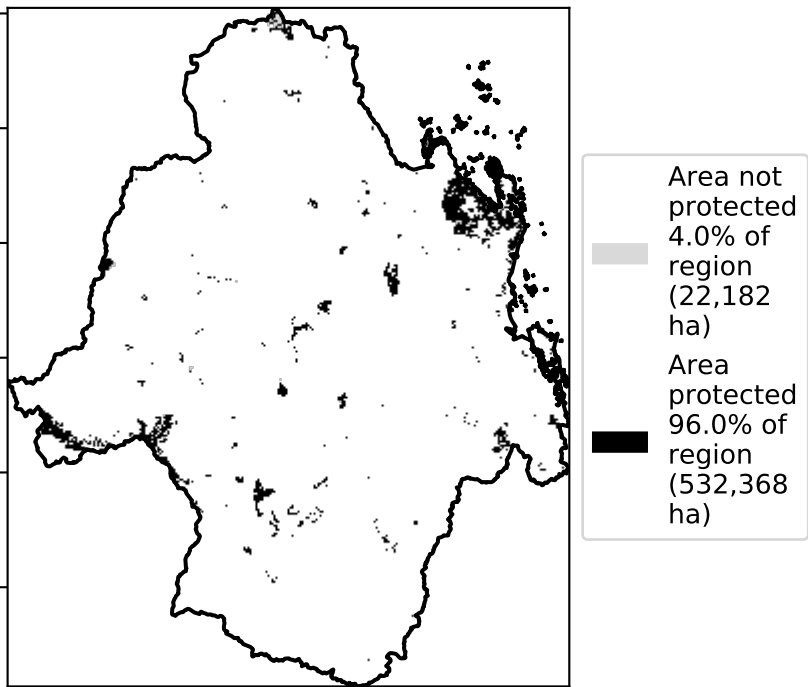 Area not
protected
4.0% of
region
(22,182
ha)
Area
protected
96.0% of
region
(532,368
ha)